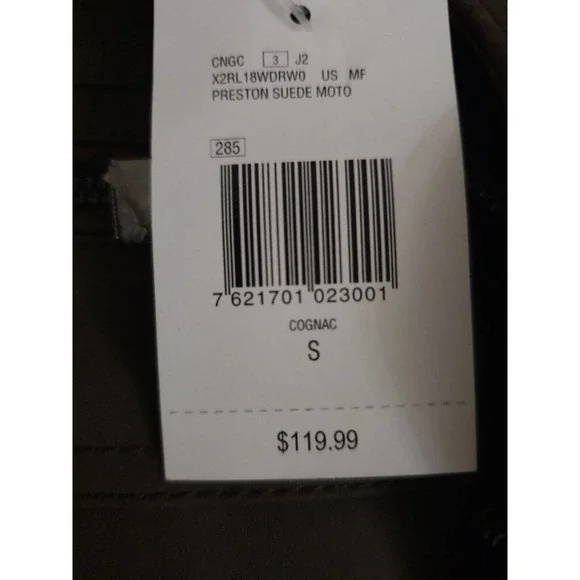 CNGC 3 J2
X2RL18WDRW0 US MF
PRESTON SUEDE MOTO
285
7 621701 023001
COGNAC
S
$119.99